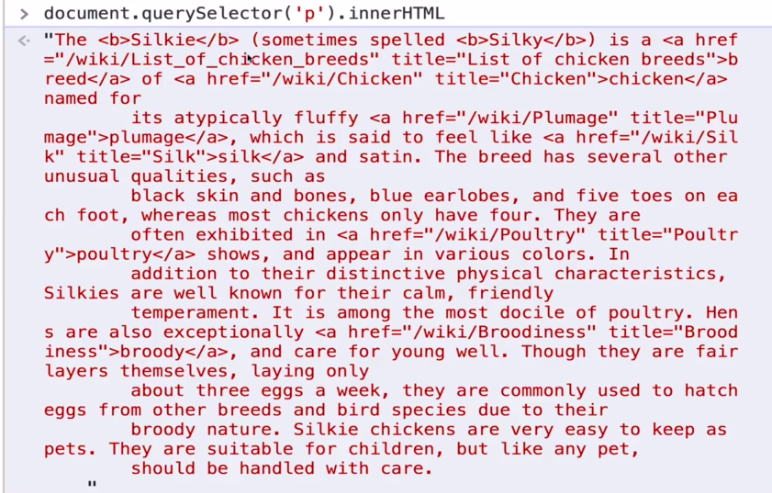 > document.querySelector('p').innerHTML
"The <b>Silkie</b> (sometimes spelled <b>Silky</b>) is a <a href
="/wiki/List_of_chicken_breeds" title="List of chicken breeds">b
reed</a> of <a href="/wiki/Chicken" title="Chicken">chicken</a>
named for
its atypically fluffy <a href="/wiki/Plumage" title="Plu
mage">plumage</a>, which is said to feel like <a href="/wiki/Sil
k" title="Silk">silk</a> and satin. The breed has several other
unusual qualities, such as
black skin and bones, blue earlobes, and five toes on ea
ch foot, whereas most chickens only have four. They are
often exhibited in <a href="/wiki/Poultry" title="Poultr
y">poultry</a> shows, and appear in various colors. In
addition to their distinctive physical characteristics,
Silkies are well known for their calm, friendly
temperament. It is among the most docile of poultry. Hen
s are also exceptionally <a href="/wiki/Broodiness" title="Brood
iness">broody</a>, and care for young well. Though they are fair
layers themselves, laying only
about three eggs a week, they are commonly used to hatch
eggs from other breeds and bird species due to their
broody nature. Silkie chickens are very easy to keep as
pets. They are suitable for children, but like any pet,
should be handled with care.
"